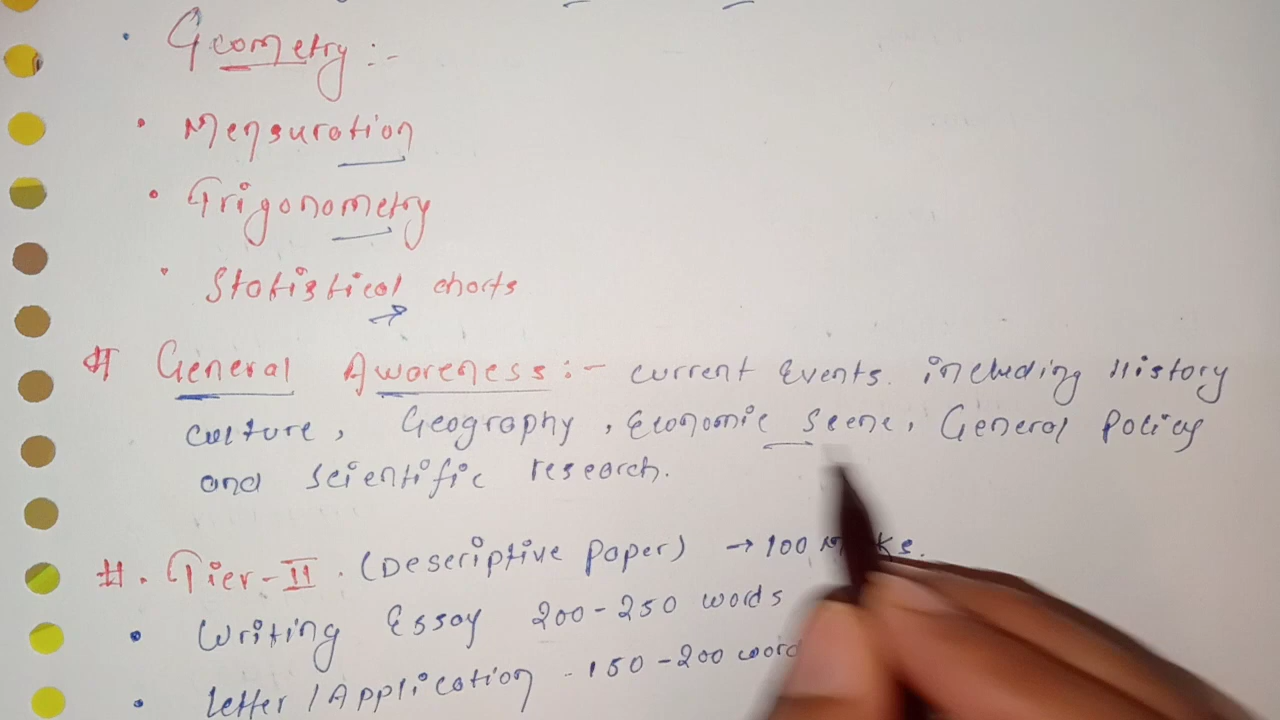 • Geometry :-
• Mensuration
• Trigonometry
• Statistical charts
# General Awareness :- current Events. including History
culture, Geography, Economic Scene, General Policy
and scientific research.
#. Tier-II. (Descriptive paper) → 100
• Writing Essay 200-250 words
• letter / Application - 150-200